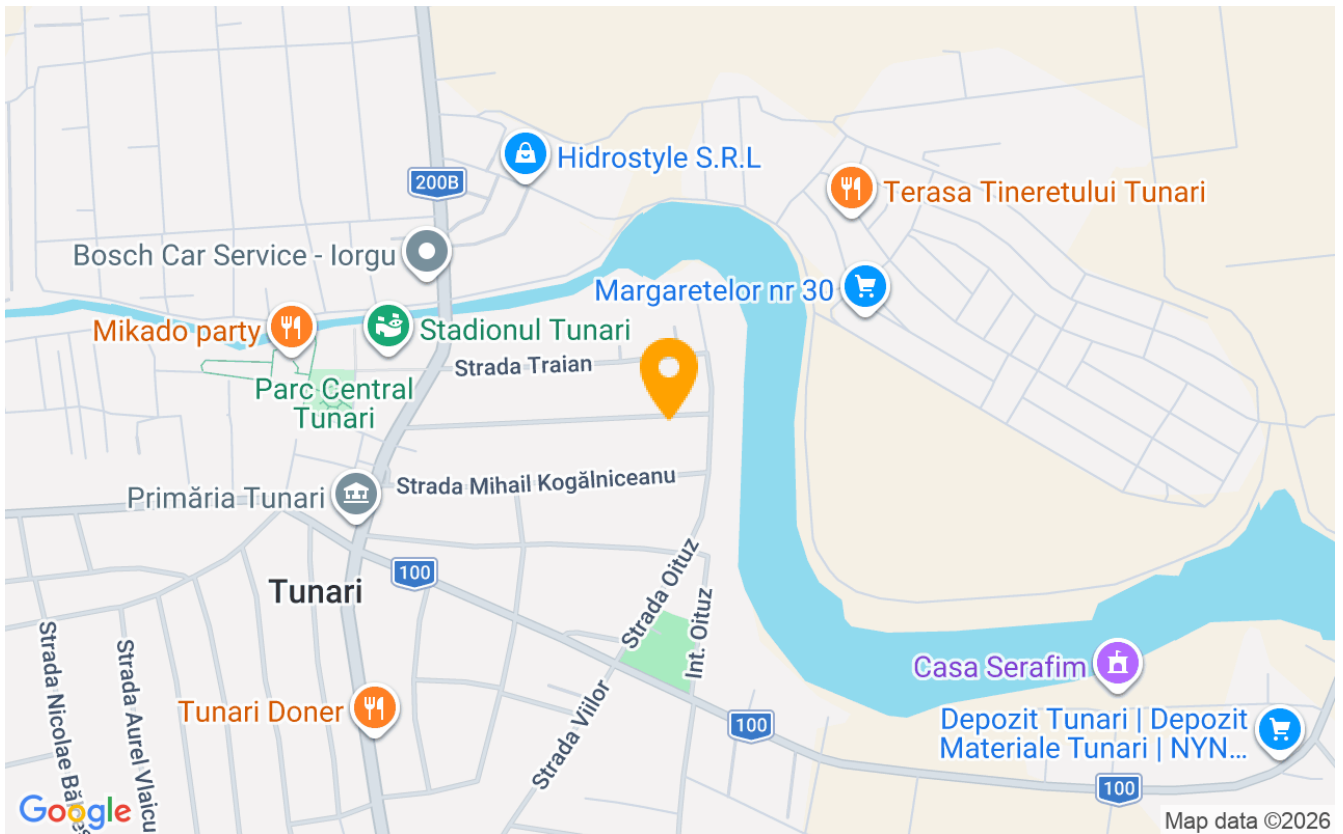 200B
Hidrostyle S.R.L
Terasa Tineretului Tunari
Bosch Car Service - Iorgu
Margaretelor nr 30
Mikado party
Stadionul Tunari
Strada Traian
Parc Central
Tunari
Strada Mihail Kogălniceanu
Primăria Tunari
100
Tunari
Strada Oituz
Int. Oituz
Strada Nicolae
Strada Aurel Vlaicu
Casa Serafim
Tunari Doner
Strada Viilor
100
Depozit Tunari | Depozit
Materiale Tunari | NYN...
100
Google
Map data ©2026